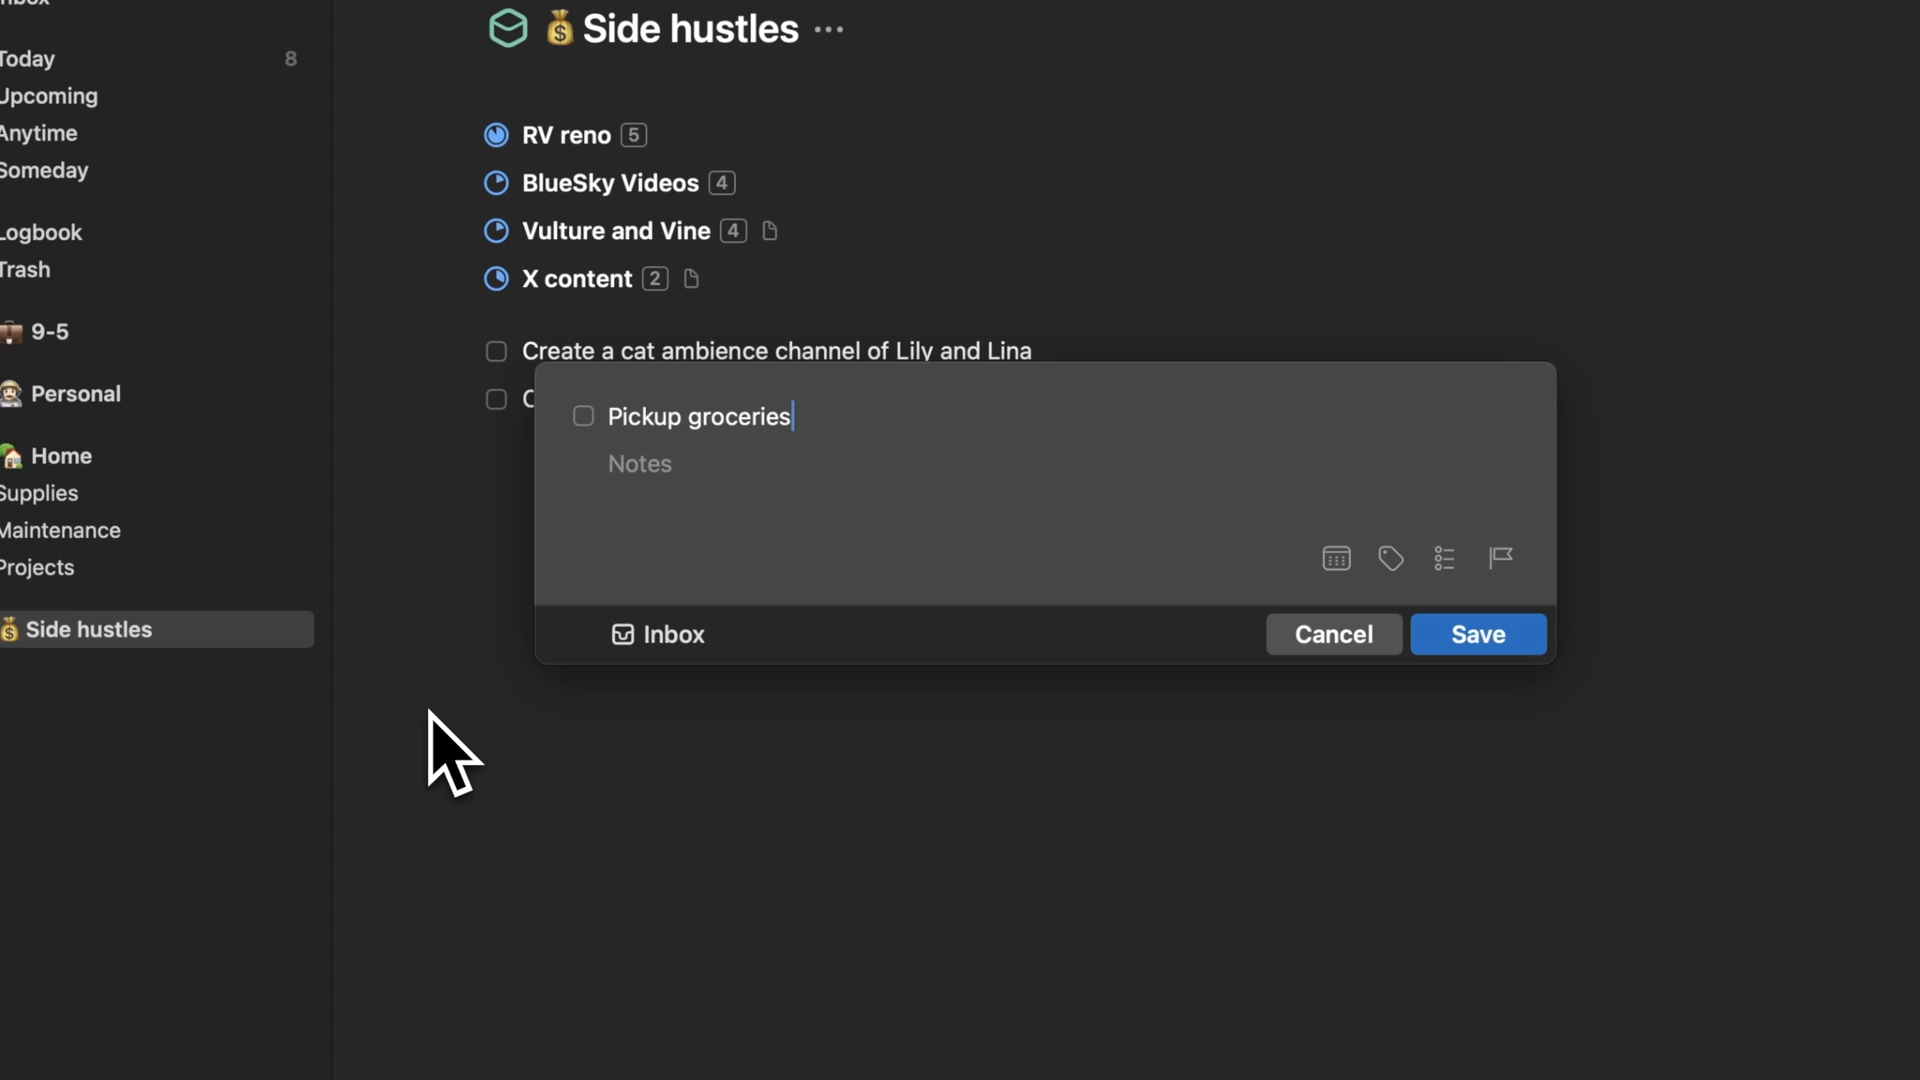 Today 8
Upcoming
Anytime
Someday
Logbook
Trash
9-5
Personal
Home
Supplies
Maintenance
Projects
Side hustles
Side hustles ...
RV reno 5
BlueSky Videos 4
Vulture and Vine 4
X content 2
Create a cat ambience channel of Lily and Lina
Pickup groceries
Notes
Inbox
Cancel
Save